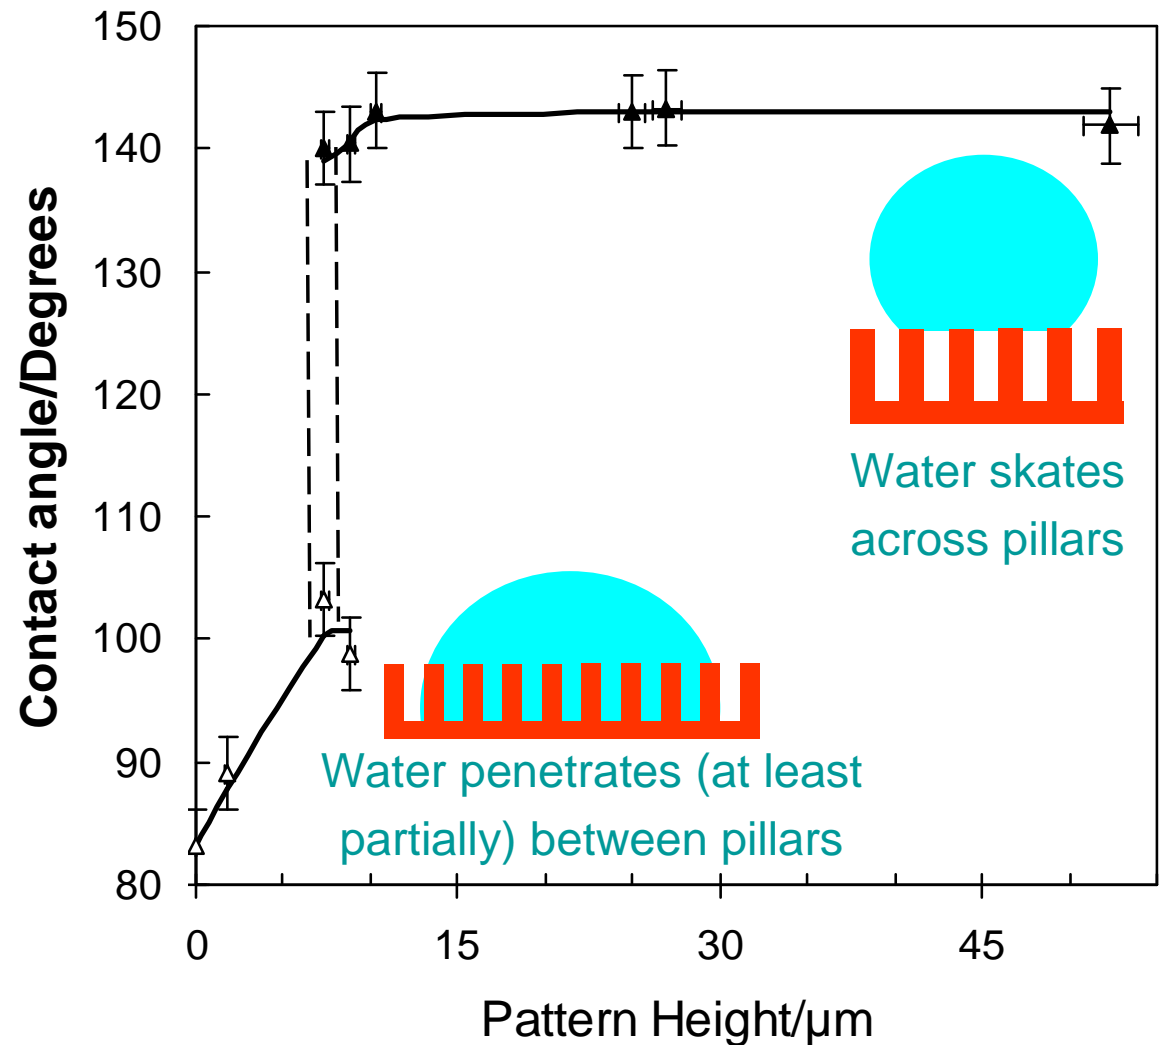 150
140
130
120
110
100
90
80
Contact angle/Degrees
Water skates
across pillars
Water penetrates (at least
partially) between pillars
0 15 30 45
Pattern Height/µm